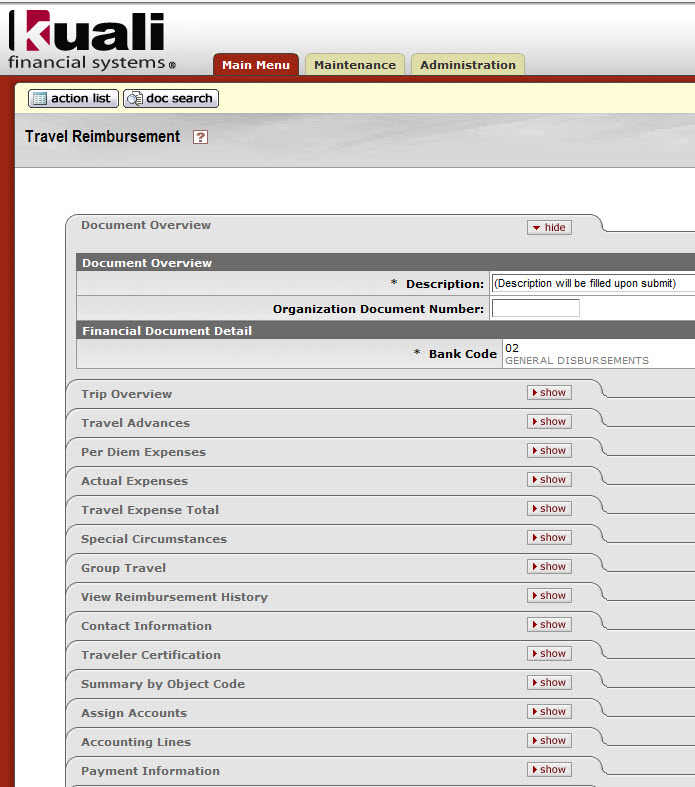 kuali
financial systems ®
Main Menu Maintenance Administration
action list doc search
Travel Reimbursement ?
Document Overview hide
Document Overview
* Description: (Description will be filled upon submit)
Organization Document Number:
Financial Document Detail
* Bank Code 02
GENERAL DISBURSEMENTS
Trip Overview show
Travel Advances show
Per Diem Expenses show
Actual Expenses show
Travel Expense Total show
Special Circumstances show
Group Travel show
View Reimbursement History show
Contact Information show
Traveler Certification show
Summary by Object Code show
Assign Accounts show
Accounting Lines show
Payment Information show